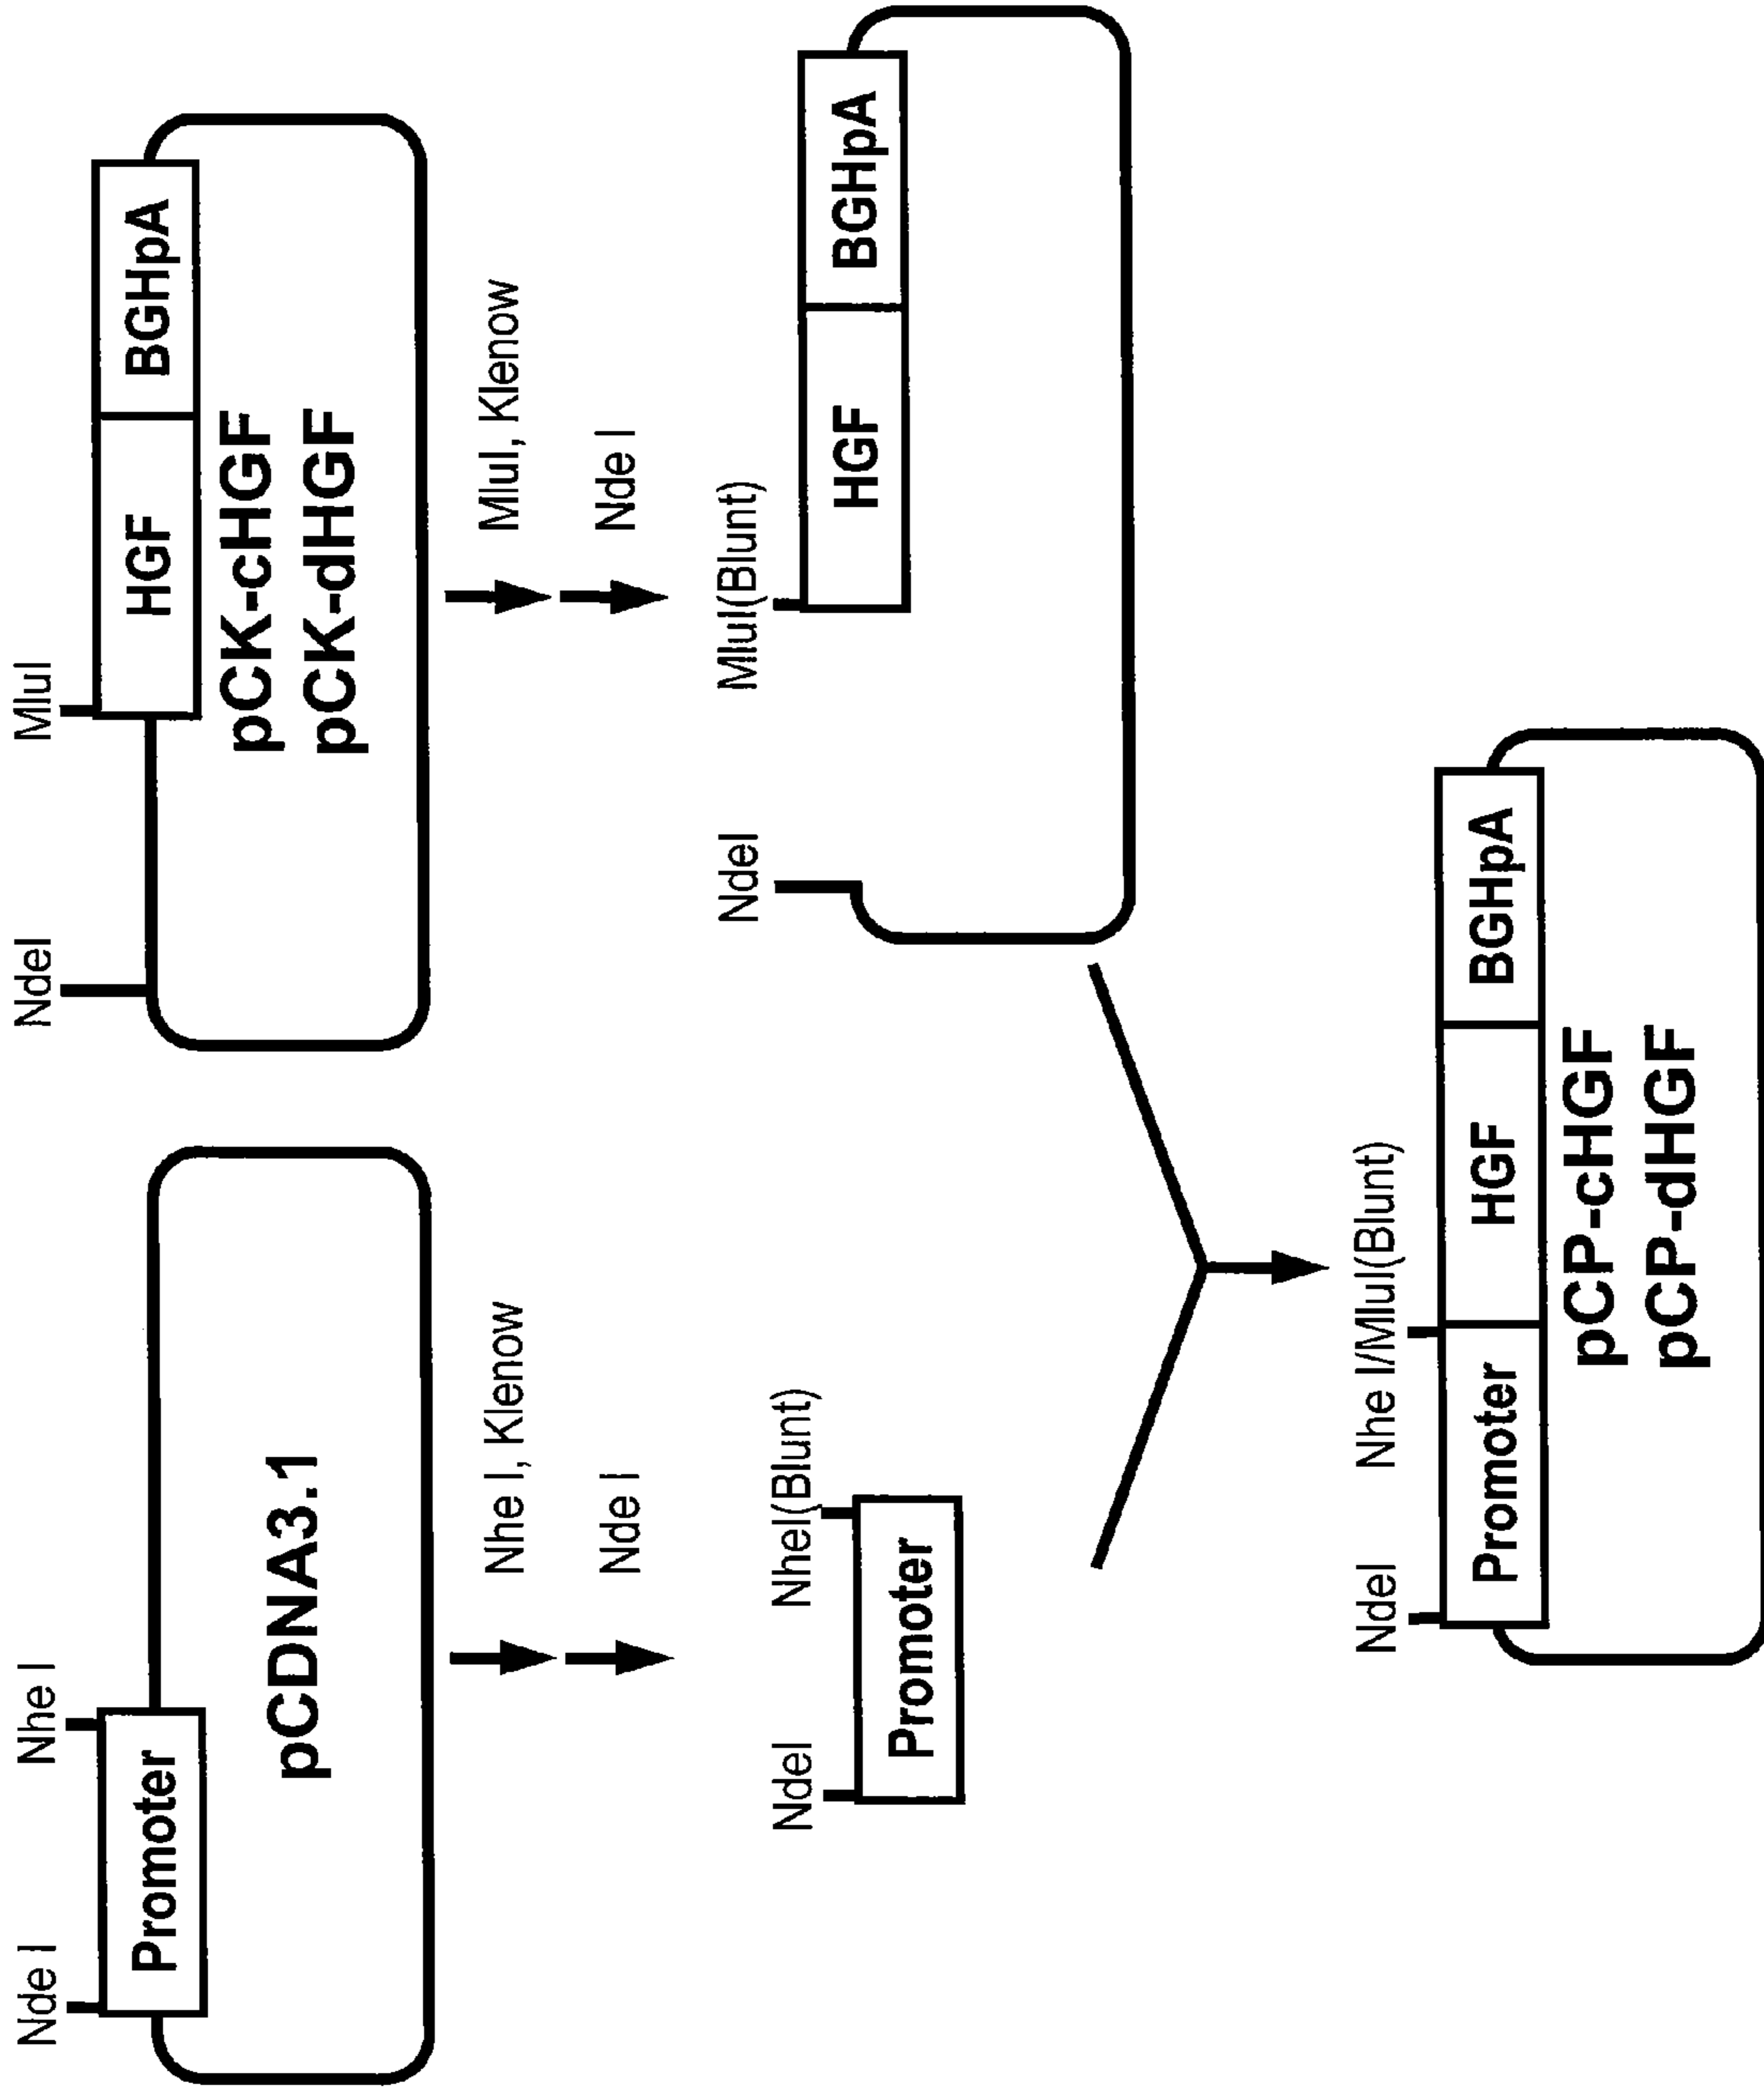 Nde I
Nhe I
Promoter
pCDNA3.1
Nhe I, Klenow
Nde I
NdeI
NheI(Blunt)
Promoter
NdeI
MluI
HGF
BGHpA
pCK-cHGF
pCK-dHGF
MluI, Klenow
Nde I
NdeI
MluI(Blunt)
HGF
BGHpA
NdeI
Nhe I/MluI(Blunt)
Promoter
HGF
BGHpA
pCP-cHGF
pCP-dHGF